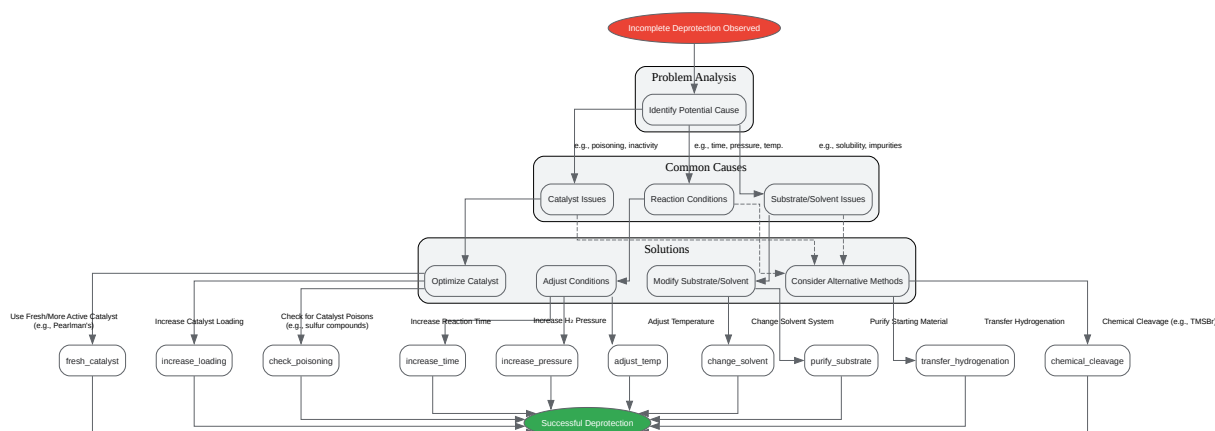 Incomplete Deprotection Observed
Problem Analysis
Identify Potential Cause
e.g., poisoning, inactivity
e.g., time, pressure, temp.
e.g., solubility, impurities
Common Causes
Catalyst Issues
Reaction Conditions
Substrate/Solvent Issues
Solutions
Optimize Catalyst
Adjust Conditions
Modify Substrate/Solvent
Consider Alternative Methods
Use Fresh/More Active Catalyst
(e.g., Pearlman's)
Increase Catalyst Loading
Check for Catalyst Poisons
(e.g., sulfur compounds)
Increase Reaction Time
Increase H₂ Pressure
Adjust Temperature
Change Solvent System
Purify Starting Material
Transfer Hydrogenation
Chemical Cleavage (e.g., TMSBr)
fresh_catalyst
increase_loading
check_poisoning
increase_time
increase_pressure
adjust_temp
change_solvent
purify_substrate
transfer_hydrogenation
chemical_cleavage
Successful Deprotection